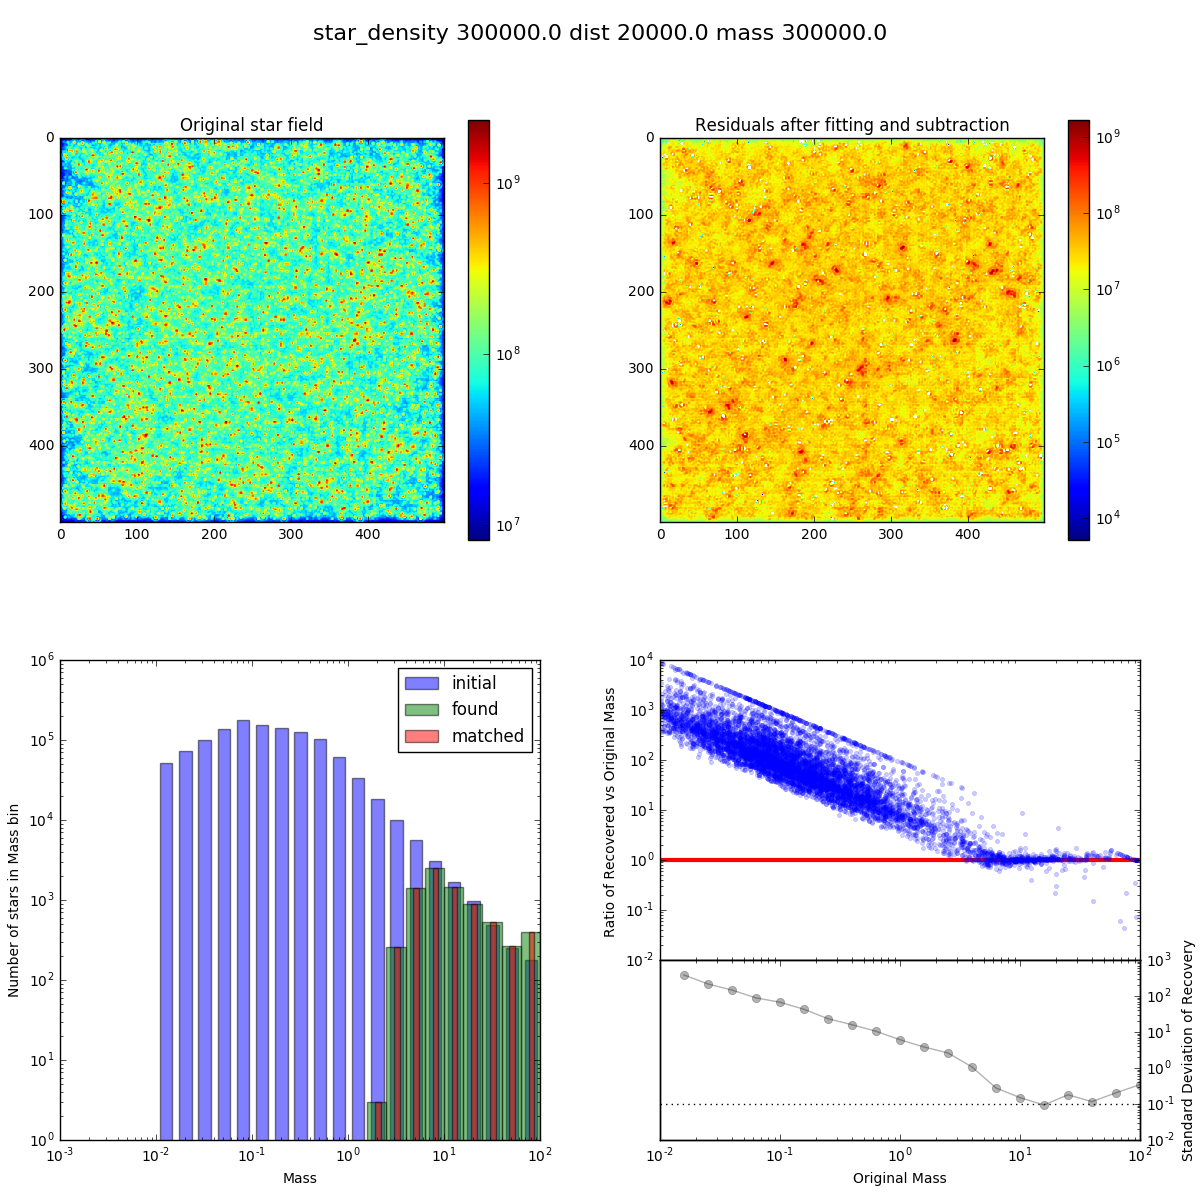 star_density 300000.0 dist 20000.0 mass 300000.0
Original star field
0
100
200
300
400
0 100 200 300 400
10^9
10^8
10^7
Residuals after fitting and subtraction
0
100
200
300
400
0 100 200 300 400
10^9
10^8
10^7
10^6
10^5
10^4
Number of stars in Mass bin
10^6
10^5
10^4
10^3
10^2
10^1
10^0
initial
found
matched
10^-3 10^-2 10^-1 10^0 10^1 10^2
Mass
Ratio of Recovered vs Original Mass
10^4
10^3
10^2
10^1
10^0
10^-1
10^-2
10^3
10^2
10^1
10^0
10^-1
10^-2
Standard Deviation of Recovery
10^-2 10^-1 10^0 10^1 10^2
Original Mass